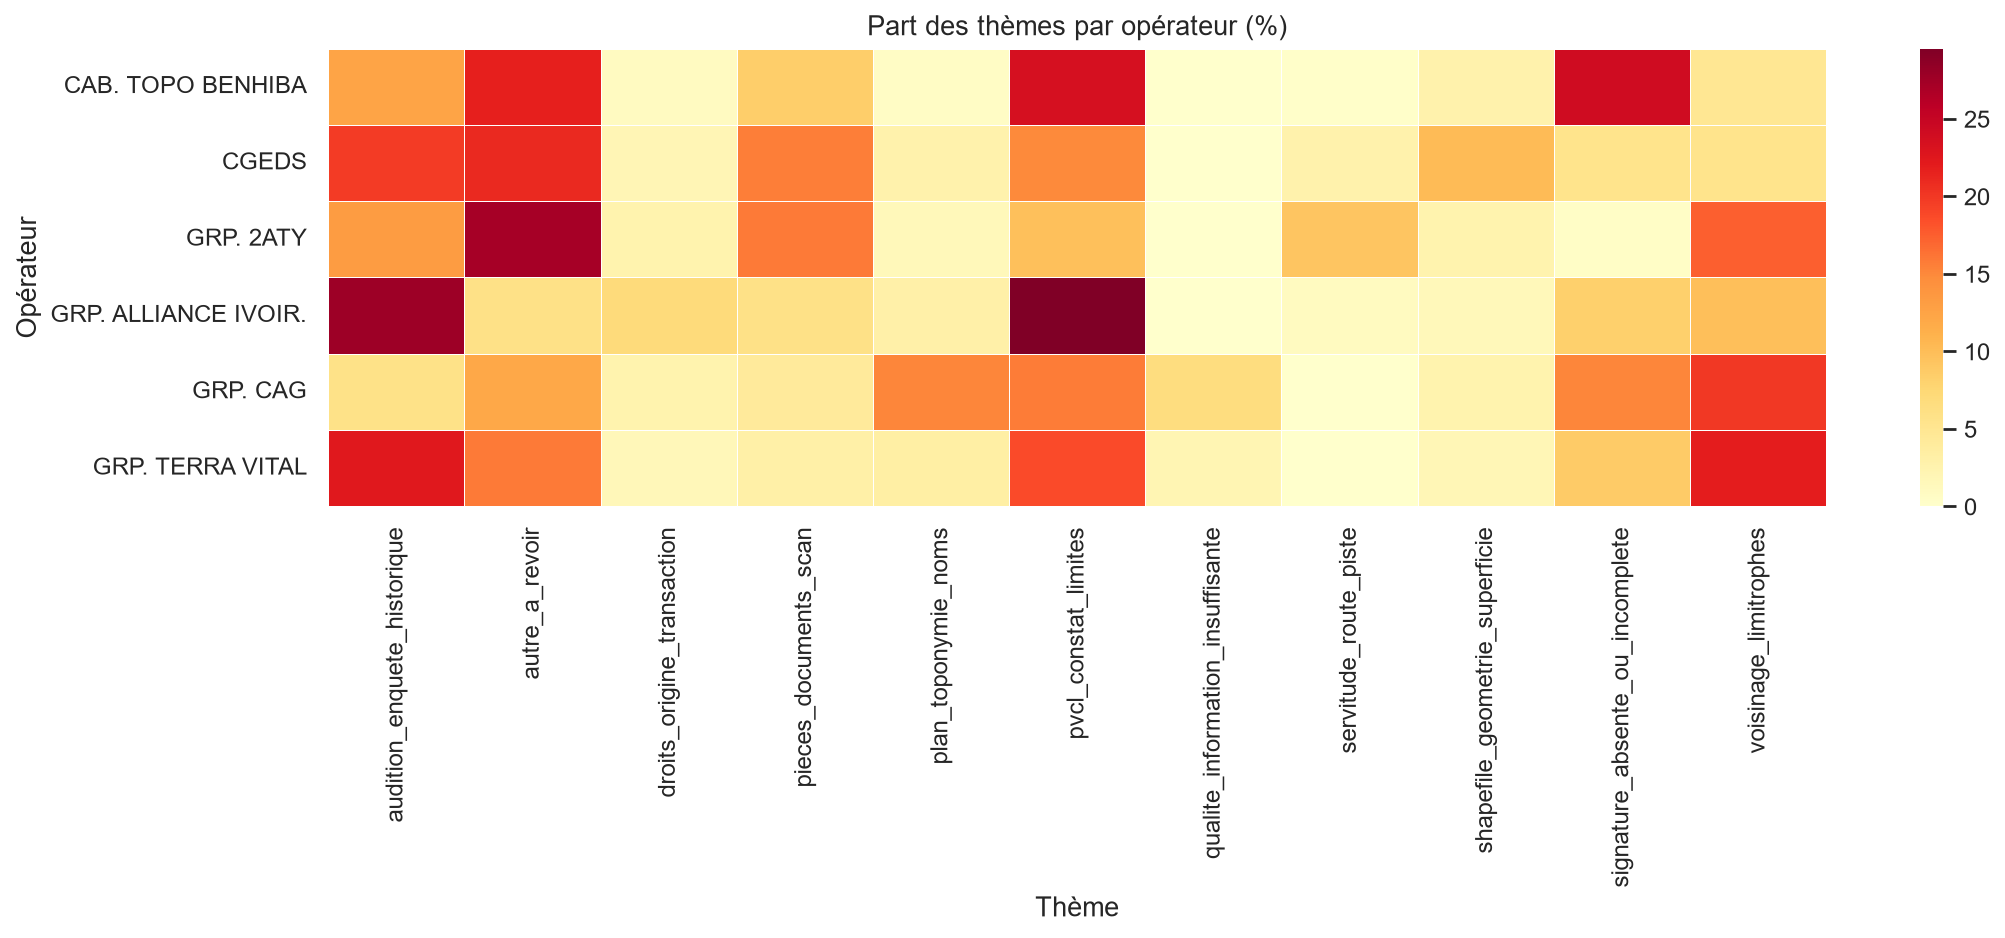 Part des thèmes par opérateur (%)
Opérateur
CAB. TOPO BENHIBA
CGEDS
GRP. 2ATY
GRP. ALLIANCE IVOIR.
GRP. CAG
GRP. TERRA VITAL
25
20
15
10
5
0
audition_enquete_historique
autre_a_revoir
droits_origine_transaction
pieces_documents_scan
plan_toponymie_noms
pvcl_constat_limites
qualite_information_insuffisante
servitude_route_piste
shapefile_geometrie_superficie
signature_absente_ou_incomplete
voisinage_limitrophes
Thème